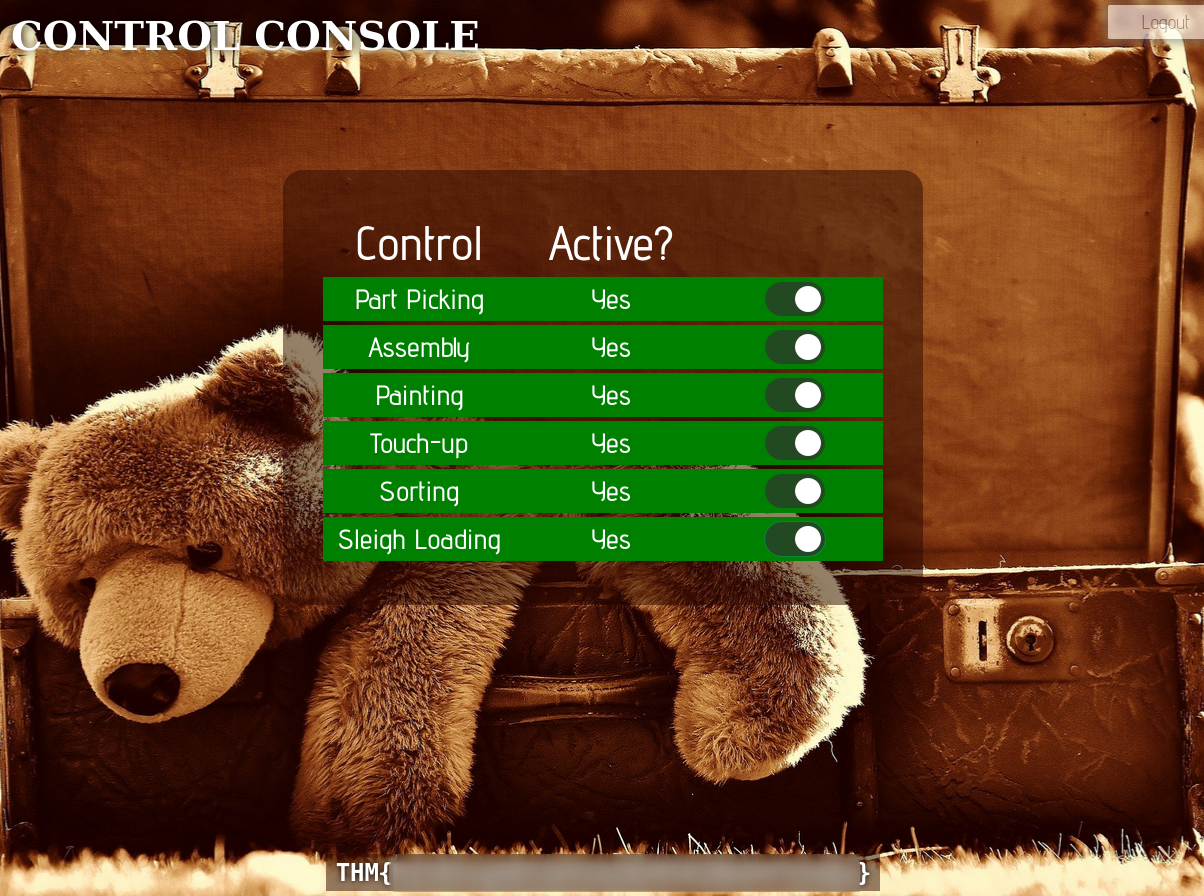 CONTROL CONSOLE
Logout
Control Active?
Part Picking Yes
Assembly Yes
Painting Yes
Touch-up Yes
Sorting Yes
Sleigh Loading Yes
THM{ }